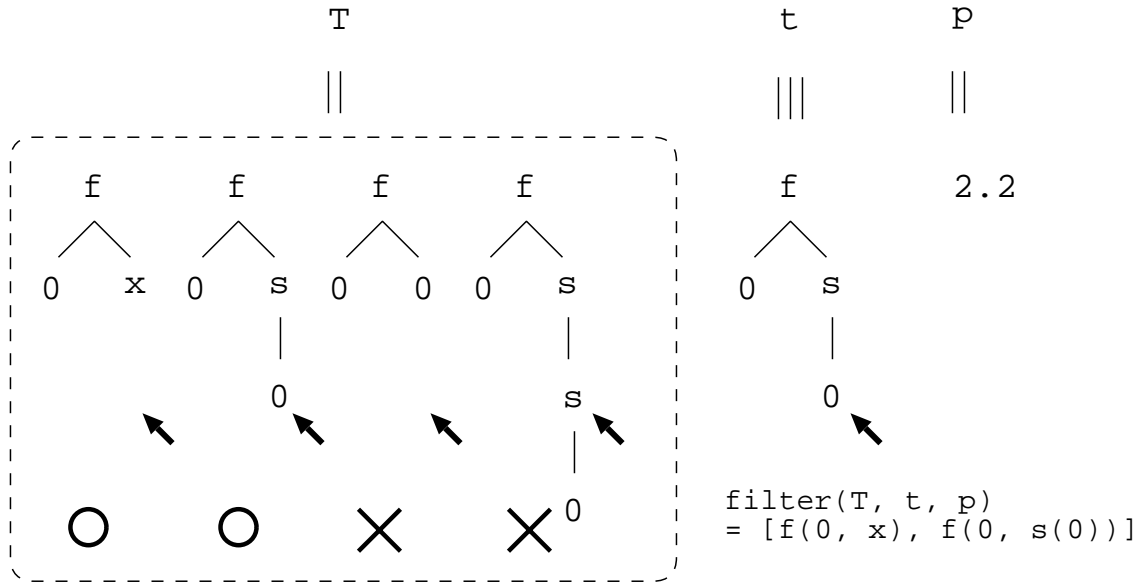 T t p
f f f f f 2.2
0 x 0 s 0 0 0 s 0 s
0 s 0
0
filter(T, t, p)
= [f(0, x), f(0, s(0))]